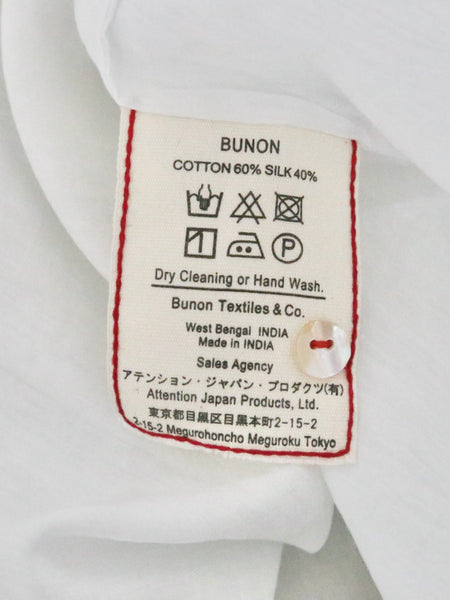 BUNON
COTTON 60% SILK 40%
P
Dry Cleaning or Hand Wash.
Bunon Textiles & Co.
West Bengal INDIA
Made in INDIA
Sales Agency
アテンション・ジャパン・プロダクツ(有)
Attention Japan Products, Ltd.
東京都目黒区目黒本町2-15-2
2-15-2 Megurohoncho Meguroku Tokyo